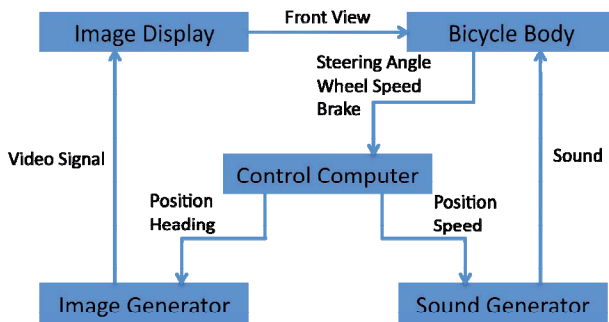 Front View
Image Display
Bicycle Body
Steering Angle
Wheel Speed
Brake
Video Signal
Sound
Control Computer
Position
Heading
Position
Speed
Image Generator
Sound Generator